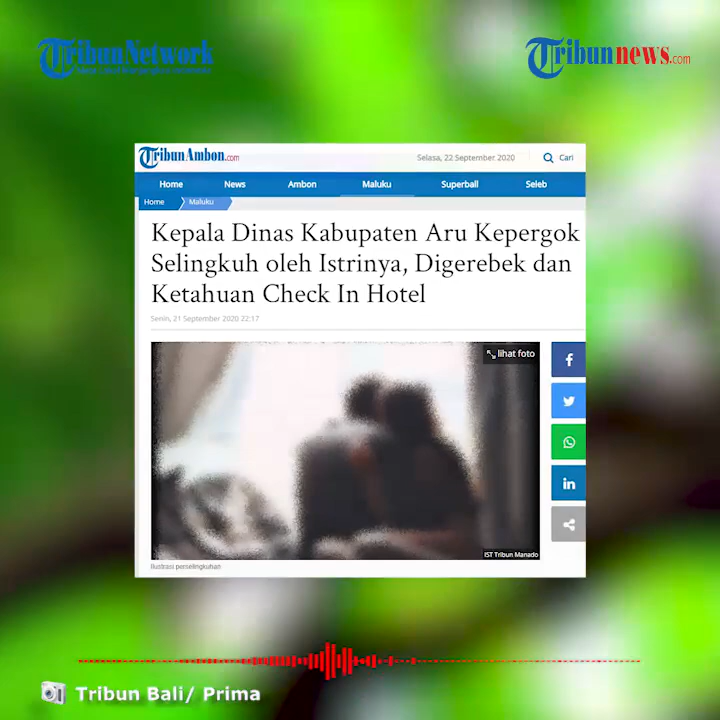 TribunNetwork
Tribunnews.com
TribunAmbon.com
Selasa, 22 September 2020
Cari
Home
News
Ambon
Maluku
Superball
Seleb
Home
Maluku
Kepala Dinas Kabupaten Aru Kepergok
Selingkuh oleh Istrinya, Digerebek dan
Ketahuan Check In Hotel
Senin, 21 September 2020 22:17
lihat foto
IST Tribun Manado
Ilustrasi perselingkuhan
Tribun Bali/ Prima